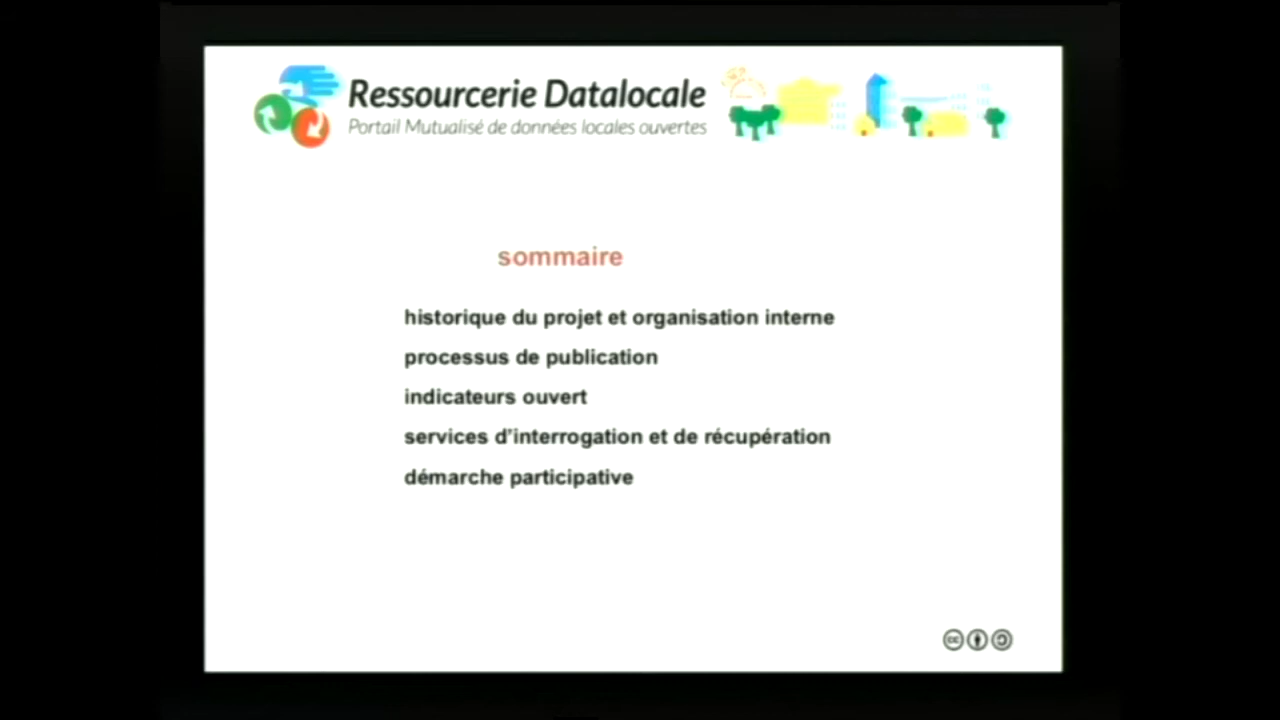 Ressourcerie Datalocale
Portail Mutualisé de données locales ouvertes
sommaire
historique du projet et organisation interne
processus de publication
indicateurs ouvert
services d'interrogation et de récupération
démarche participative
cc